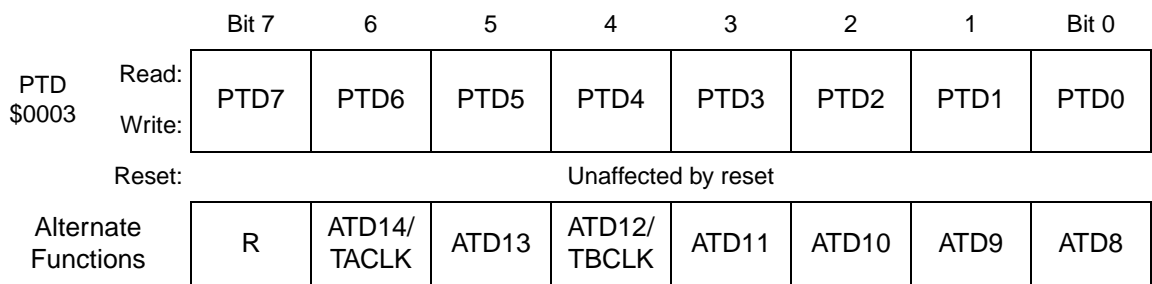 Bit 7 6 5 4 3 2 1 Bit 0
PTD $0003 Read: Write: PTD7 PTD6 PTD5 PTD4 PTD3 PTD2 PTD1 PTD0
Reset: Unaffected by reset
Alternate Functions R ATD14/TACLK ATD13 ATD12/TBCLK ATD11 ATD10 ATD9 ATD8